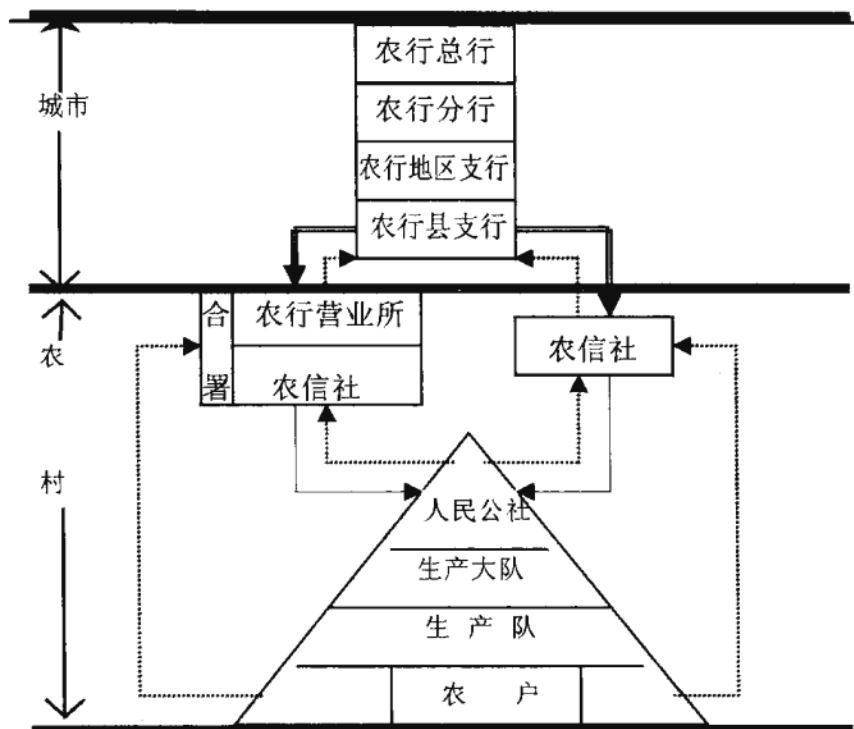 城市
农行总行
农行分行
农行地区支行
农行县支行
合署
农行营业所
农信社
农信社
农村
人民公社
生产大队
生产队
农户